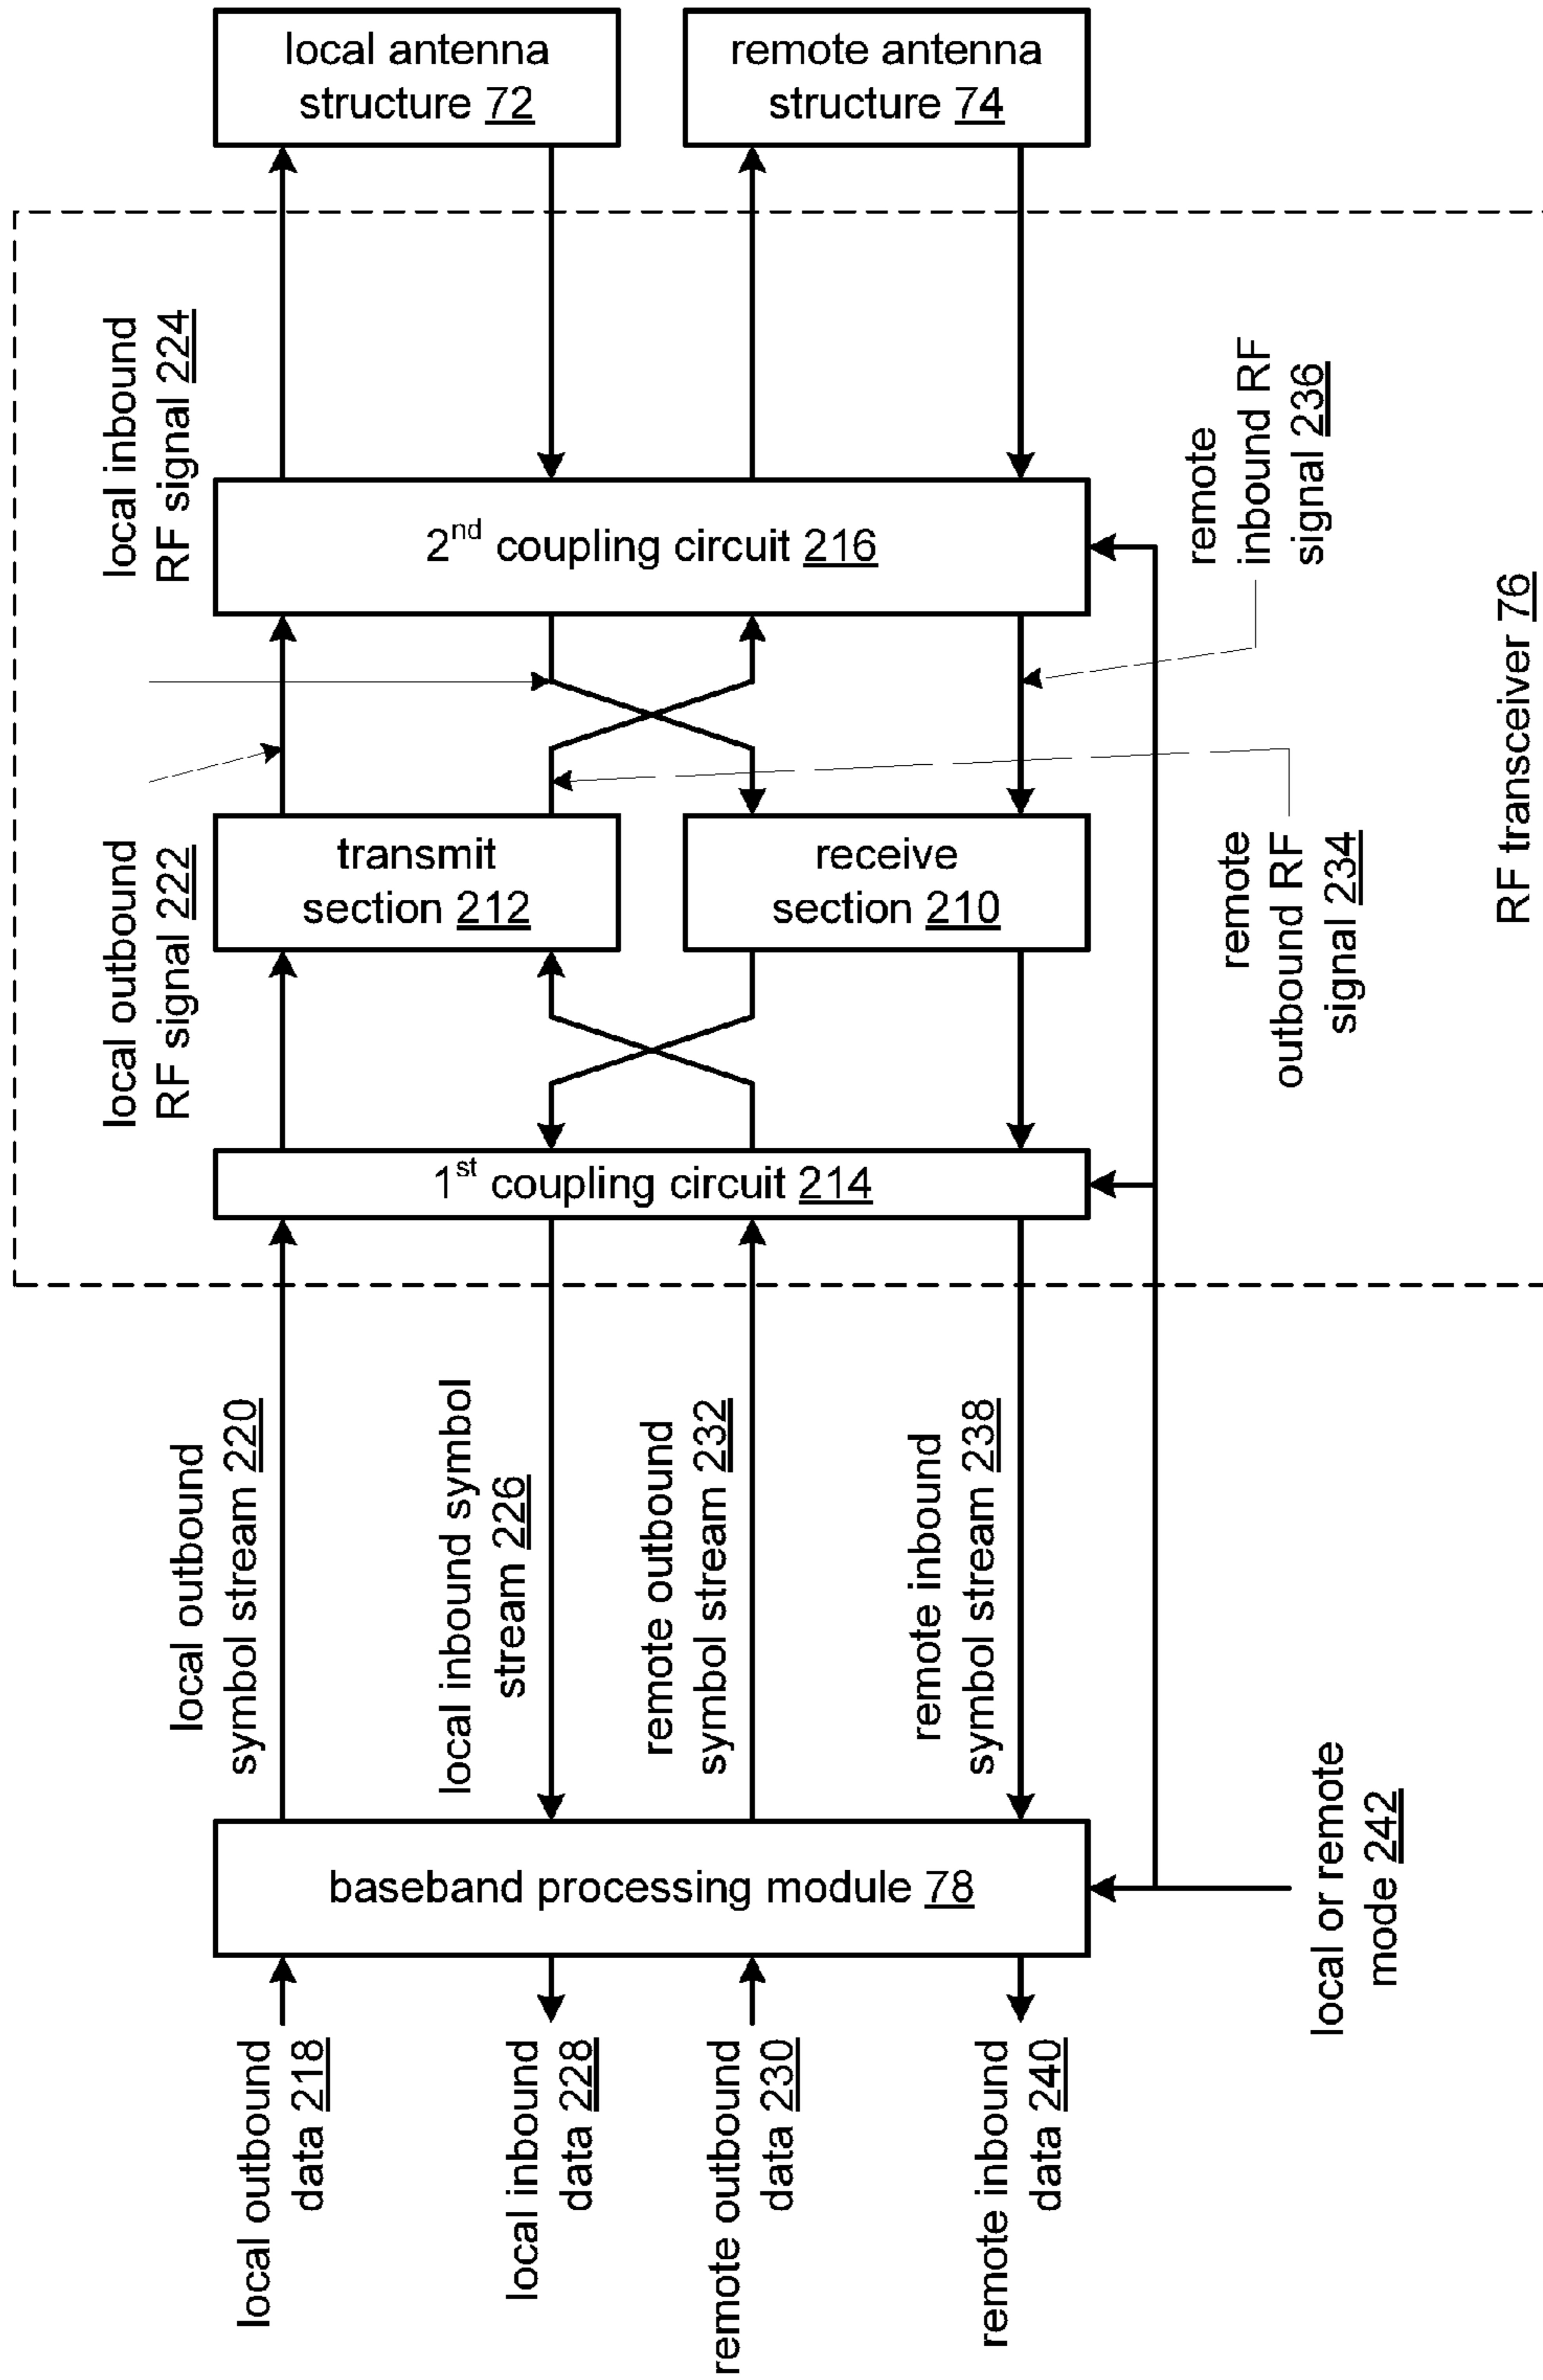 local antenna
structure 72
remote antenna
structure 74
local inbound
RF signal 224
2nd coupling circuit 216
remote
inbound RF
signal 236
local outbound
RF signal 222
transmit
section 212
receive
section 210
remote
outbound RF
signal 234
RF transceiver 76
1st coupling circuit 214
local outbound
symbol stream 220
local inbound symbol
stream 226
remote outbound
symbol stream 232
remote inbound
symbol stream 238
baseband processing module 78
local or remote
mode 242
local outbound
data 218
local inbound
data 228
remote outbound
data 230
remote inbound
data 240